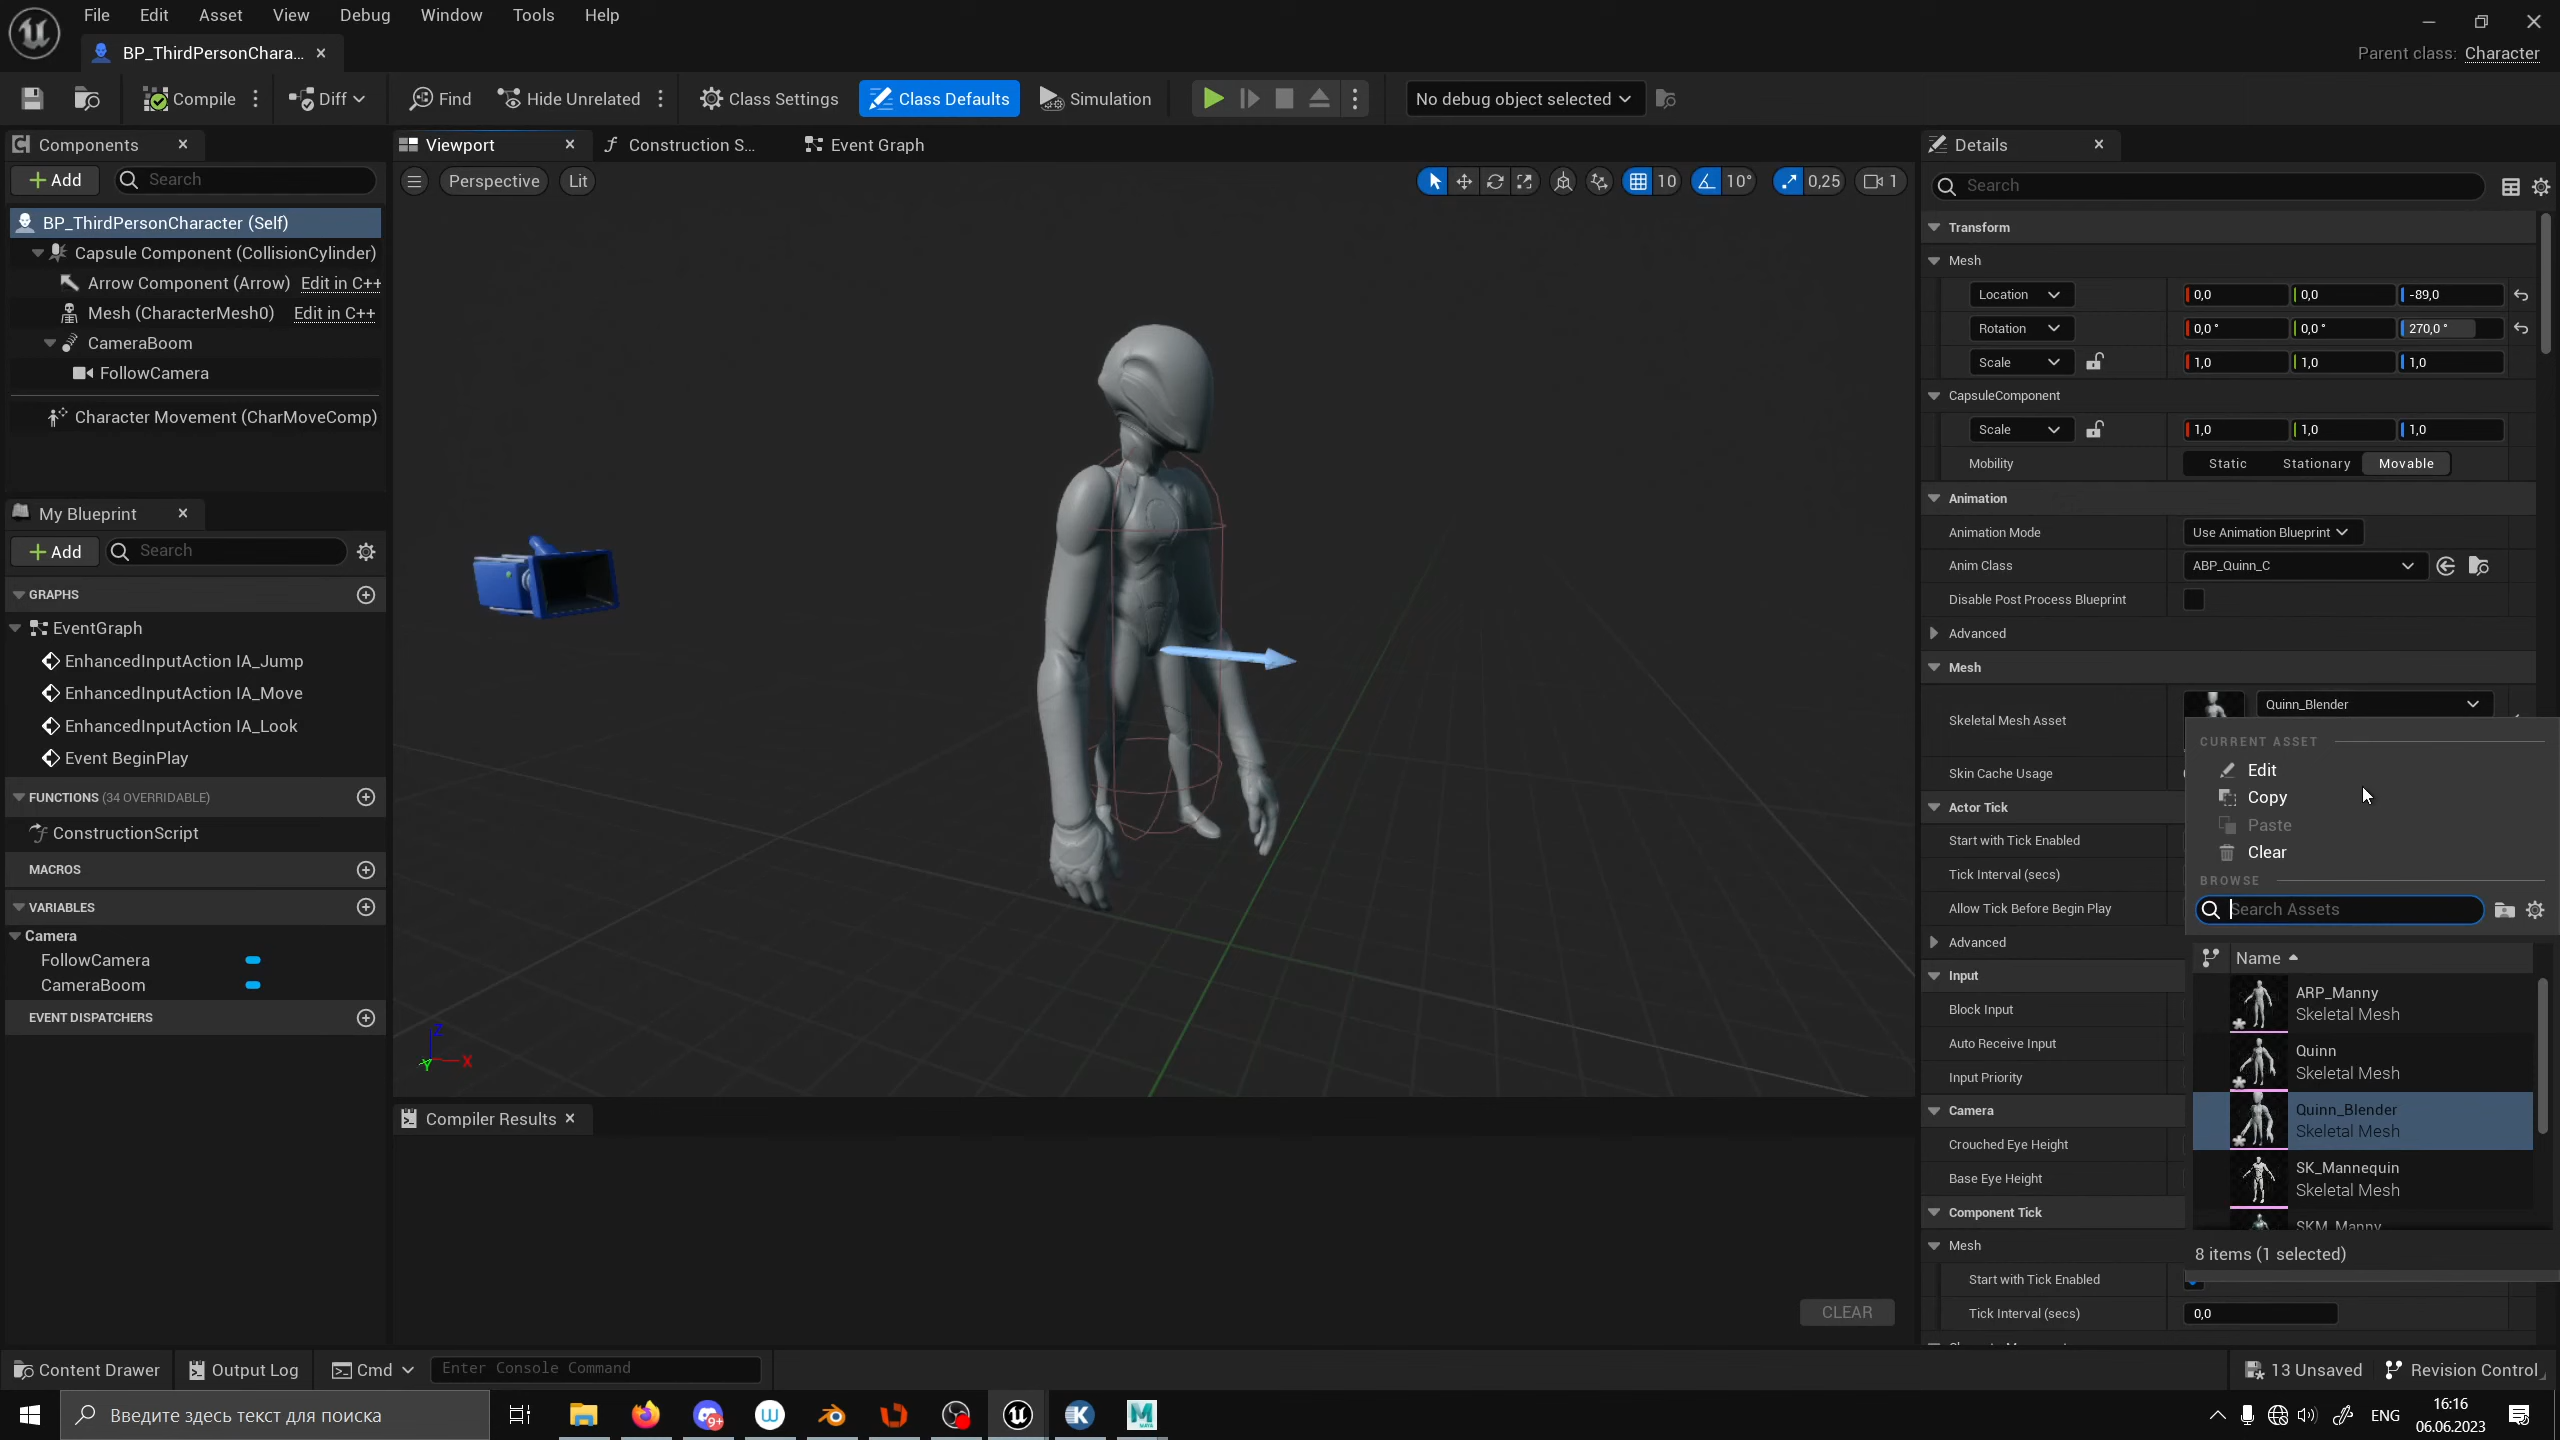 File Edit Asset View Debug Window Tools Help
BP_ThirdPersonChara...
Parent class: Character
Compile Diff Find Hide Unrelated Class Settings Class Defaults Simulation No debug object selected
Components
Add Search
BP_ThirdPersonCharacter (Self)
Capsule Component (CollisionCylinder)
Arrow Component (Arrow) Edit in C++
Mesh (CharacterMesh0) Edit in C++
CameraBoom
FollowCamera
Character Movement (CharMoveComp)
My Blueprint
Add Search
GRAPHS
EventGraph
EnhancedInputAction IA_Jump
EnhancedInputAction IA_Move
EnhancedInputAction IA_Look
Event BeginPlay
FUNCTIONS (34 OVERRIDABLE)
ConstructionScript
MACROS
VARIABLES
Camera
FollowCamera
CameraBoom
EVENT DISPATCHERS
Viewport Construction S... Event Graph
Perspective Lit 10 10° 0,25 1
Z
Y X
Compiler Results
CLEAR
Details
Search
Transform
Mesh
Location 0,0 0,0 -89,0
Rotation 0,0 ° 0,0 ° 270,0 °
Scale 1,0 1,0 1,0
CapsuleComponent
Scale 1,0 1,0 1,0
Mobility Static Stationary Movable
Animation
Animation Mode Use Animation Blueprint
Anim Class ABP_Quinn_C
Disable Post Process Blueprint
Advanced
Mesh
Skeletal Mesh Asset Quinn_Blender
Skin Cache Usage
Actor Tick
Start with Tick Enabled
Tick Interval (secs)
Allow Tick Before Begin Play
Advanced
Input
Block Input
Auto Receive Input
Input Priority
Camera
Crouched Eye Height
Base Eye Height
Component Tick
Mesh
Start with Tick Enabled
Tick Interval (secs) 0,0
CURRENT ASSET
Edit
Copy
Paste
Clear
BROWSE
Search Assets
Name
ARP_Manny
Skeletal Mesh
Quinn
Skeletal Mesh
Quinn_Blender
Skeletal Mesh
SK_Mannequin
Skeletal Mesh
SKM_Manny
8 items (1 selected)
Content Drawer Output Log Cmd Enter Console Command 13 Unsaved Revision Control
Введите здесь текст для поиска
9+
ENG
16:16
06.06.2023